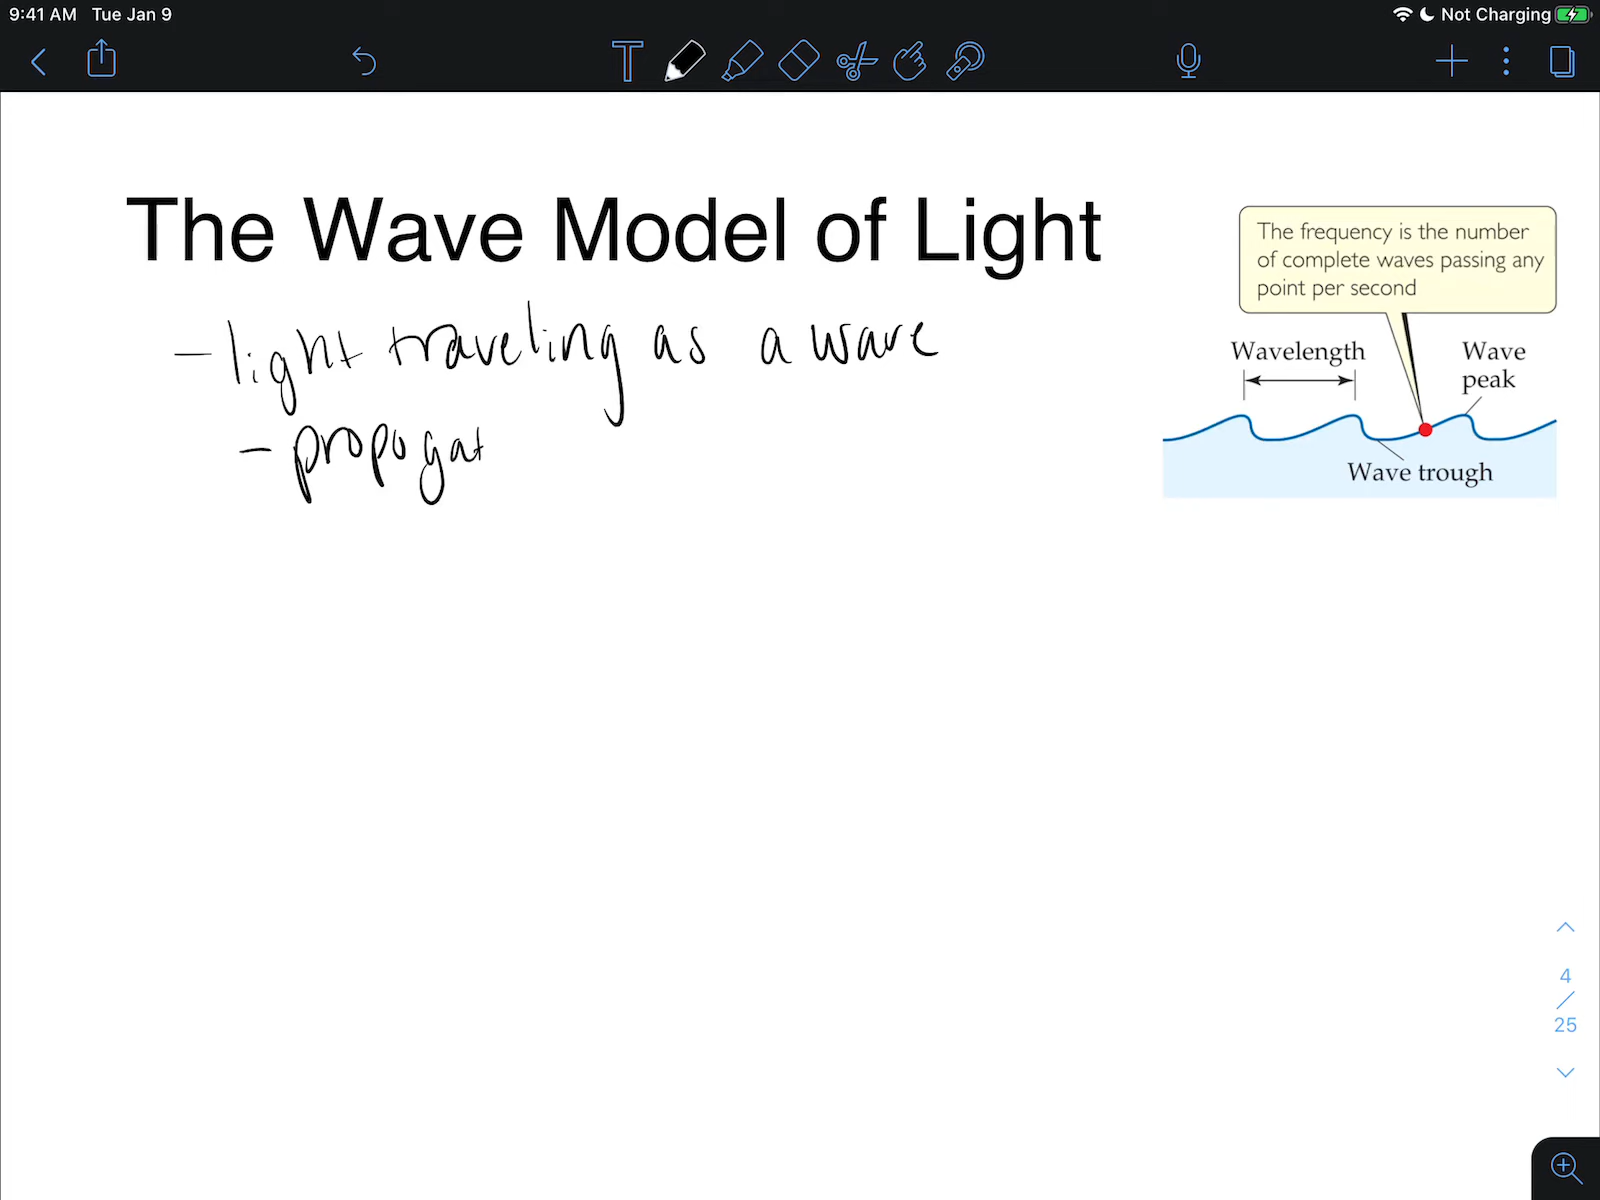 9:41 AM Tue Jan 9
Not Charging
The Wave Model of Light
- light traveling as a wave
- propogat
The frequency is the number
of complete waves passing any
point per second
Wavelength
Wave
peak
Wave trough
4
/
25